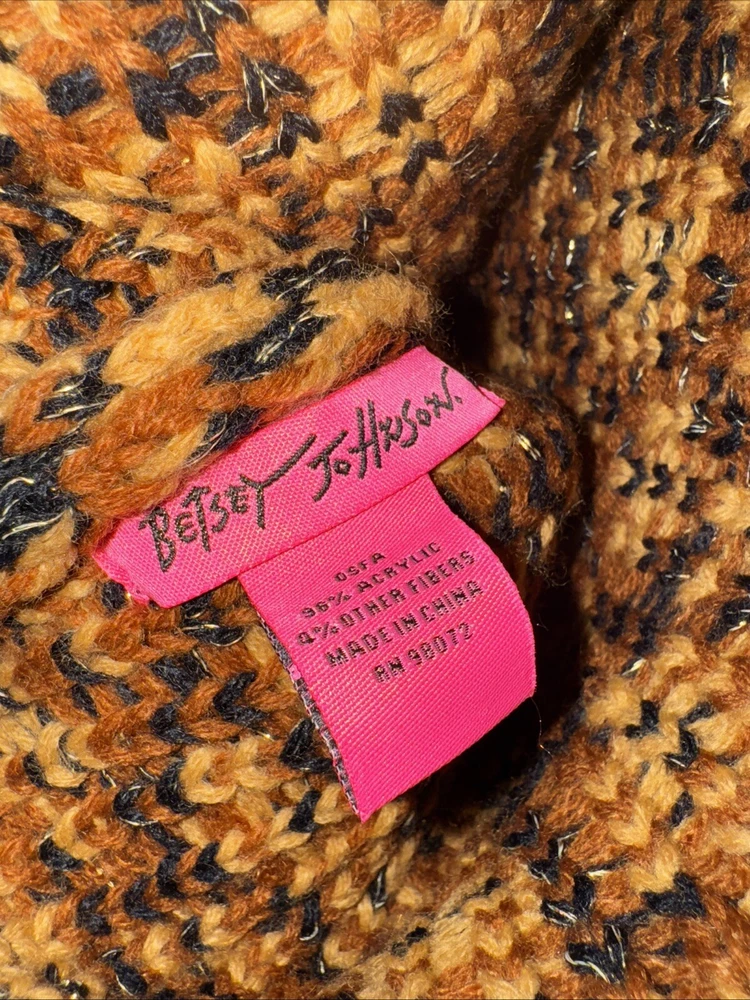 BETSEY JOHNSON.
OSFA
96% ACRYLIC
4% OTHER FIBERS
MADE IN CHINA
RN 98072